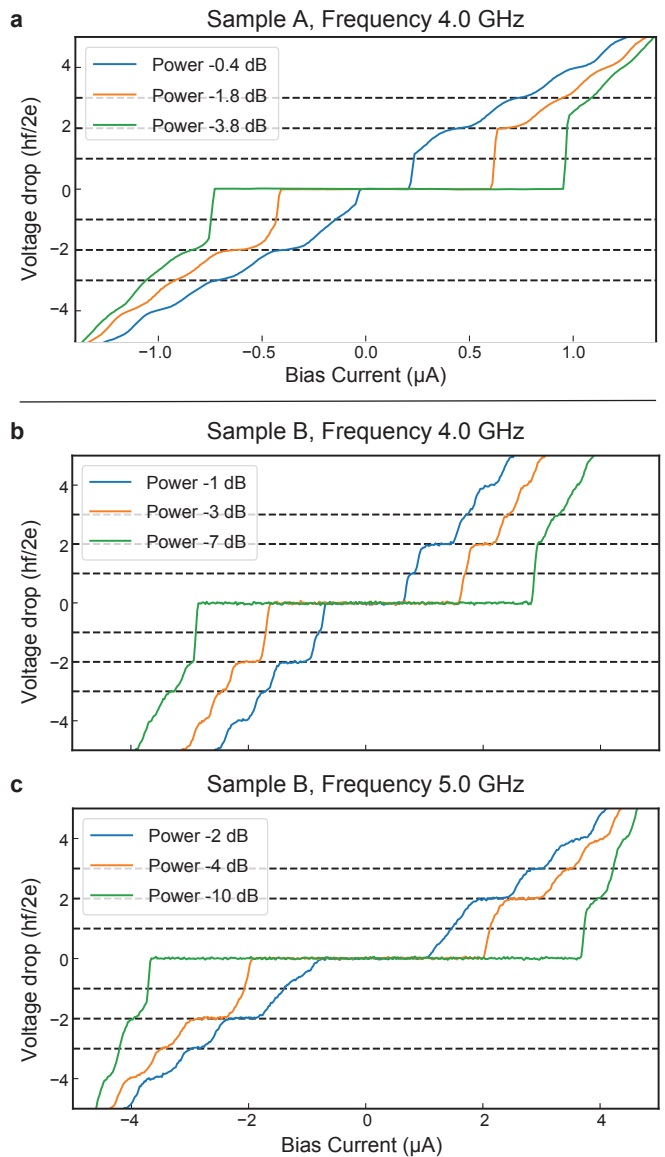 a Sample A, Frequency 4.0 GHz
Power -0.4 dB
Power -1.8 dB
Power -3.8 dB
Voltage drop (hf/2e)
4
2
0
−2
−4
−1.0 −0.5 0.0 0.5 1.0
Bias Current (µA)
b Sample B, Frequency 4.0 GHz
Power -1 dB
Power -3 dB
Power -7 dB
Voltage drop (hf/2e)
4
2
0
−2
−4
c Sample B, Frequency 5.0 GHz
Power -2 dB
Power -4 dB
Power -10 dB
Voltage drop (hf/2e)
4
2
0
−2
−4
−4 −2 0 2 4
Bias Current (µA)